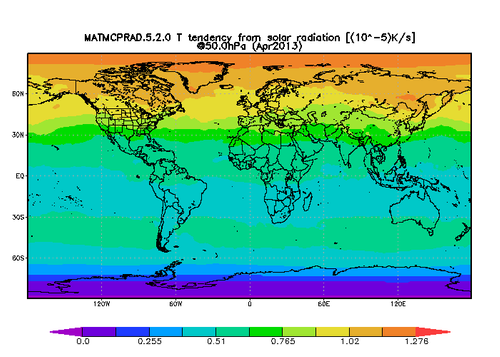 MATMCPRAD.5.2.0 T tendency from solar radiation [(10^-5)K/s]
@50.0hPa (Apr2013)
60N
30N
EQ
30S
60S
120W 60W 0 60E 120E
0.0 0.255 0.51 0.765 1.02 1.276